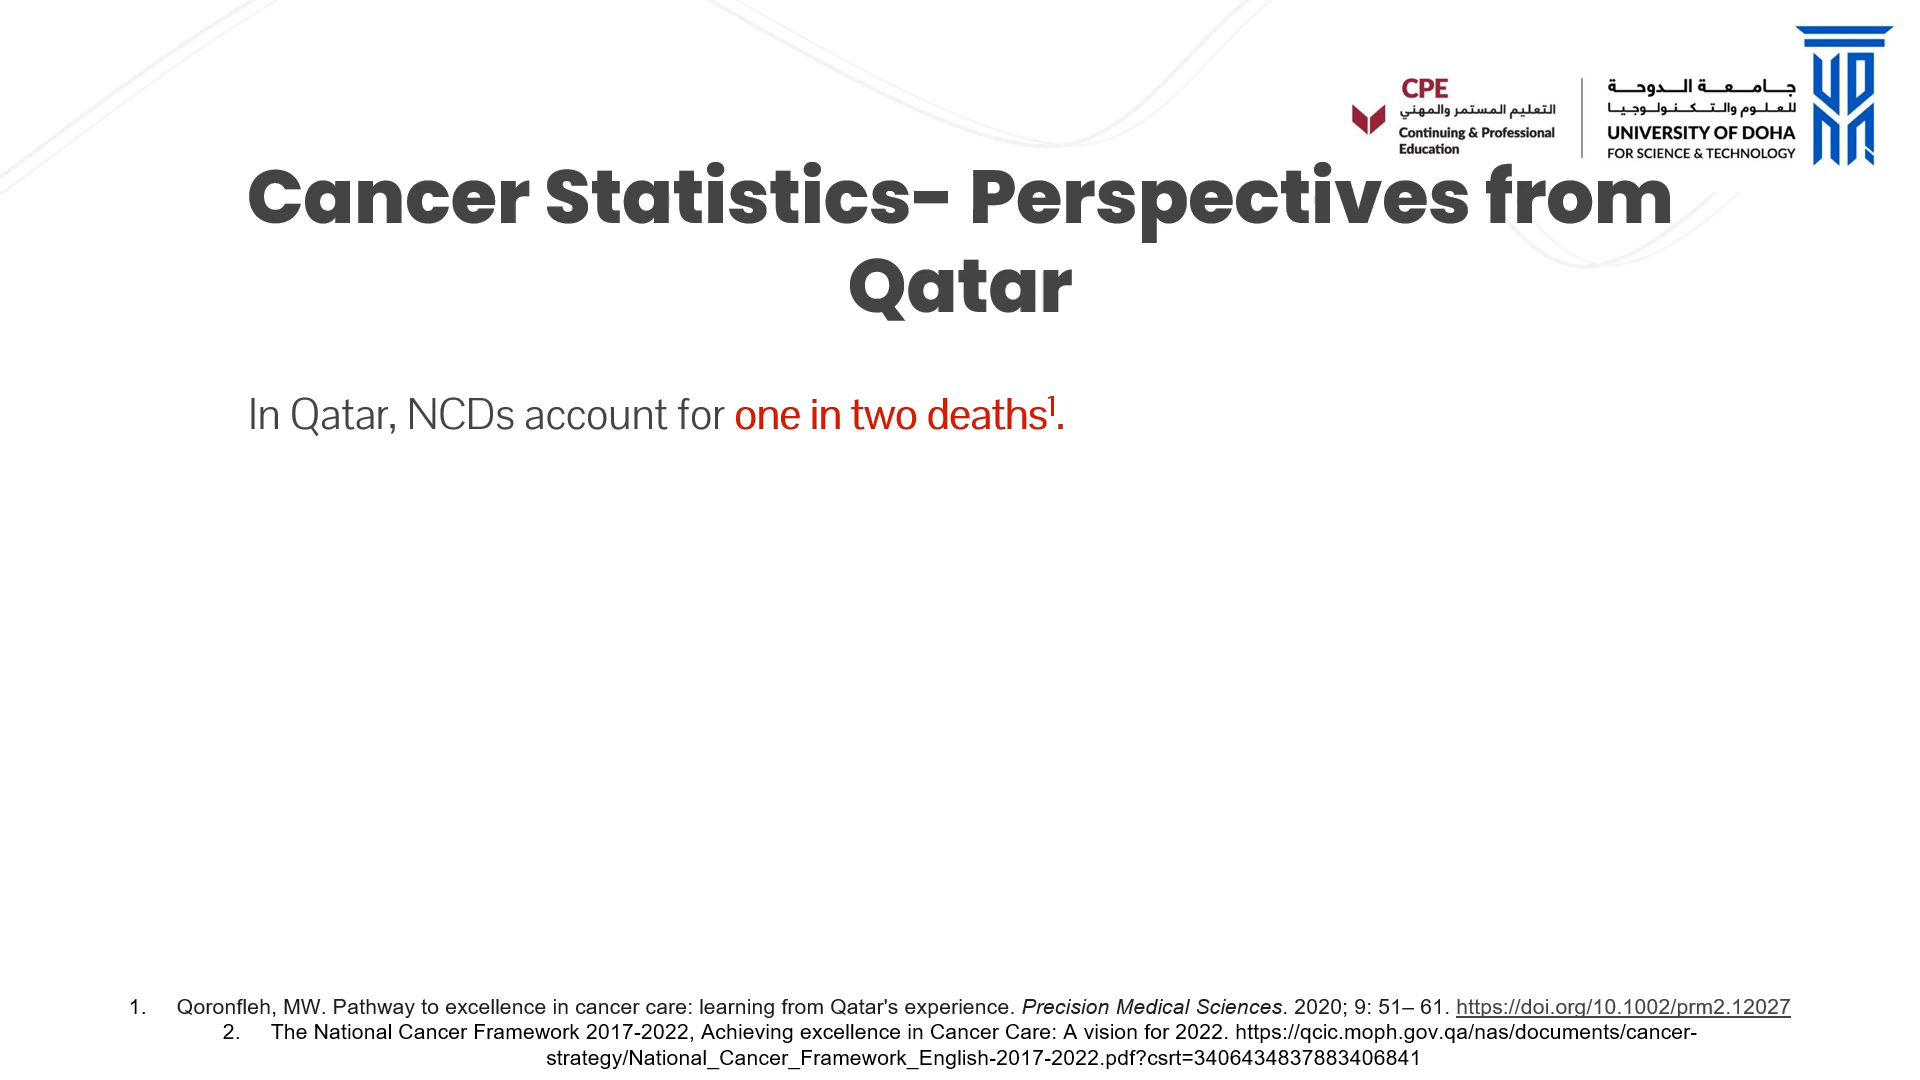 CPE
التعليم المستمر والمهني
Continuing & Professional
Education
جـامـعـة الـدوحـة
للعلـوم والتـكـنـولـوجـيـا
UNIVERSITY OF DOHA
FOR SCIENCE & TECHNOLOGY
Cancer Statistics- Perspectives from
Qatar
In Qatar, NCDs account for one in two deaths¹.
1. Qoronfleh, MW. Pathway to excellence in cancer care: learning from Qatar's experience. Precision Medical Sciences. 2020; 9: 51– 61. https://doi.org/10.1002/prm2.12027
2. The National Cancer Framework 2017-2022, Achieving excellence in Cancer Care: A vision for 2022. https://qcic.moph.gov.qa/nas/documents/cancer-
strategy/National_Cancer_Framework_English-2017-2022.pdf?csrt=3406434837883406841